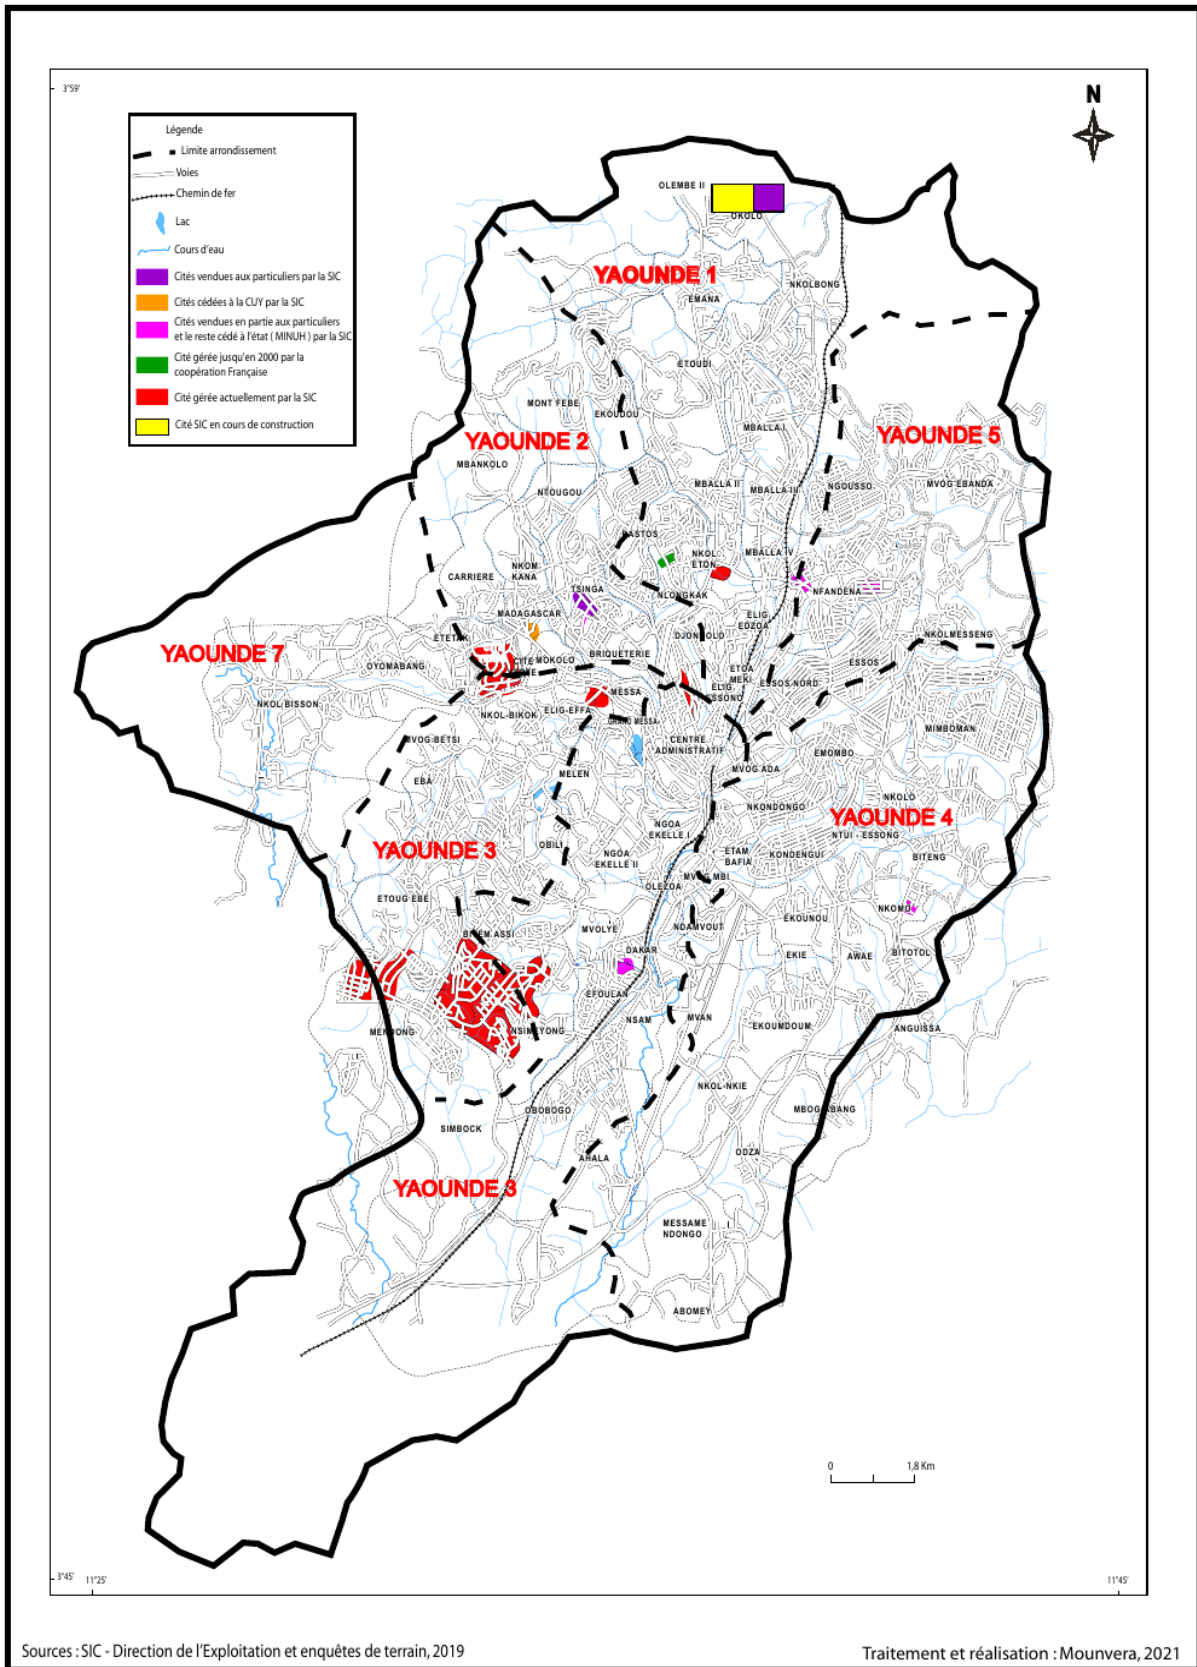 3°59'
N
Légende
Limite arrondissement
Voies
Chemin de fer
Lac
Cours d'eau
Cités vendues aux particuliers par la SIC
Cités cédées à la CUY par la SIC
Cités vendues en partie aux particuliers
et le reste cédé à l'état ( MINUH ) par la SIC
Cité gérée jusqu'en 2000 par la
coopération Française
Cité gérée actuellement par la SIC
Cité SIC en cours de construction
OLEMBE II
OKOLO
YAOUNDE 1
NKOLBONG
EMANA
ETOUDI
MONT FEBE
EKOUDOU
MBALLA I
YAOUNDE 2
YAOUNDE 5
MBANKOLO
NTOUGOU
MBALLA II
MBALLA III
NGOUSSO
MVOG-EBANDA
BASTOS
NKOL
ETON
MBALLA IV
NKOM
KANA
CARRIERE
TSINGA
NFANDENA
NLONGKAK
MADAGASCAR
ELIG
EDZOA
ETETAK
DJONGOLO
NKOLMESSENG
YAOUNDE 7
OYOMABANG
CITE
MOKOLO
BRIQUETERIE
ETOA
MEKI
ESSOS
ESSOS-NORD
ELIG
ESSONO
NKOL BISSON
MESSA
ELIG-EFFA
NKOL-BIKOK
GRAND MESSA
MIMBOMAN
MVOG-BETSI
CENTRE
ADMINISTRATIF
EMOMBO
MVOG ADA
EBA
MELEN
NKOLO
NKONDONGO
YAOUNDE 4
NGOA
EKELLE I
NTUI - ESSONG
YAOUNDE 3
OBILI
NGOA
EKELLE II
ETAM
BAFIA
KONDENGUI
BITENG
MVOG MBI
OLEZOA
ETOUG EBE
NKOMO
EKOUNOU
NDAMVOUT
MVOLYE
BIYEM ASSI
DAKAR
EKIE
AWAE
BITOTOL
EFOULAN
NSAM
MVAN
EKOUMDOUM
ANGUISSA
NSIMEYONG
NKOL-NKIE
OBOBOGO
SIMBOCK
AHALA
ODZA
YAOUNDE 3
MESSAME
NDONGO
ABOMEY
0 1,8 Km
3°45'
11°25'
11°45'
Sources : SIC - Direction de l'Exploitation et enquêtes de terrain, 2019
Traitement et réalisation : Mounvera, 2021